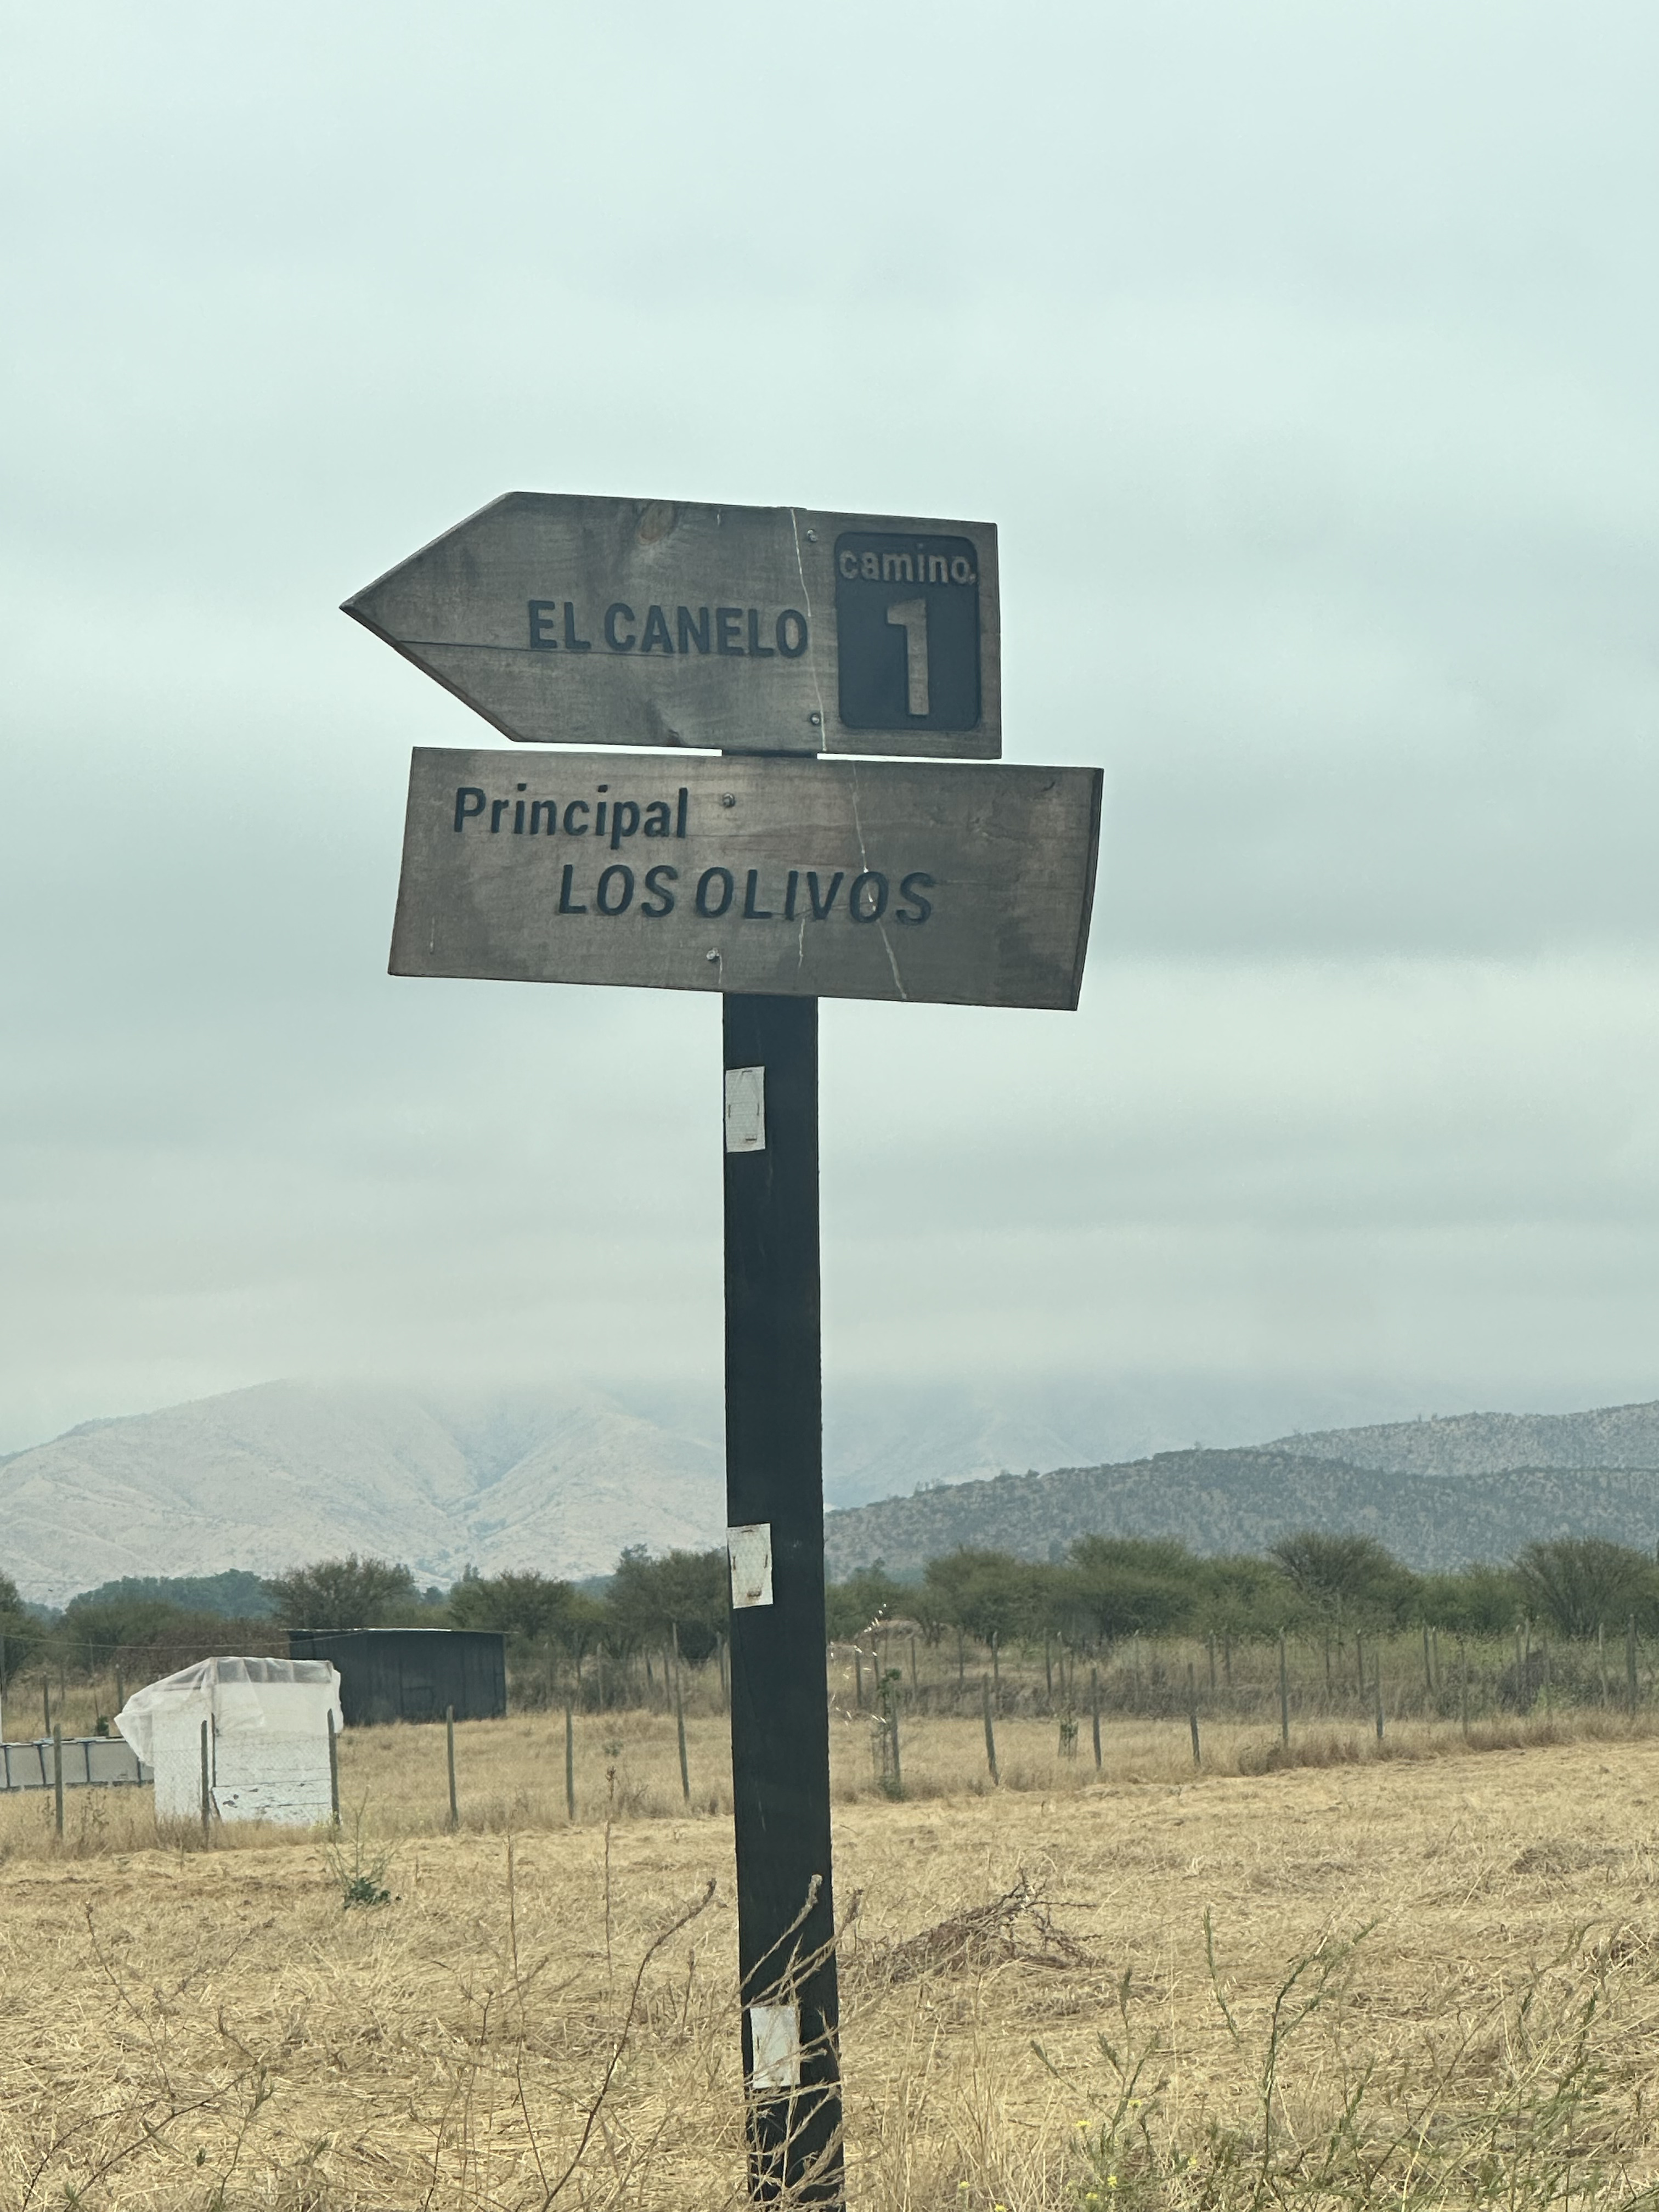 EL CANELO
camino
1
Principal
LOS OLIVOS